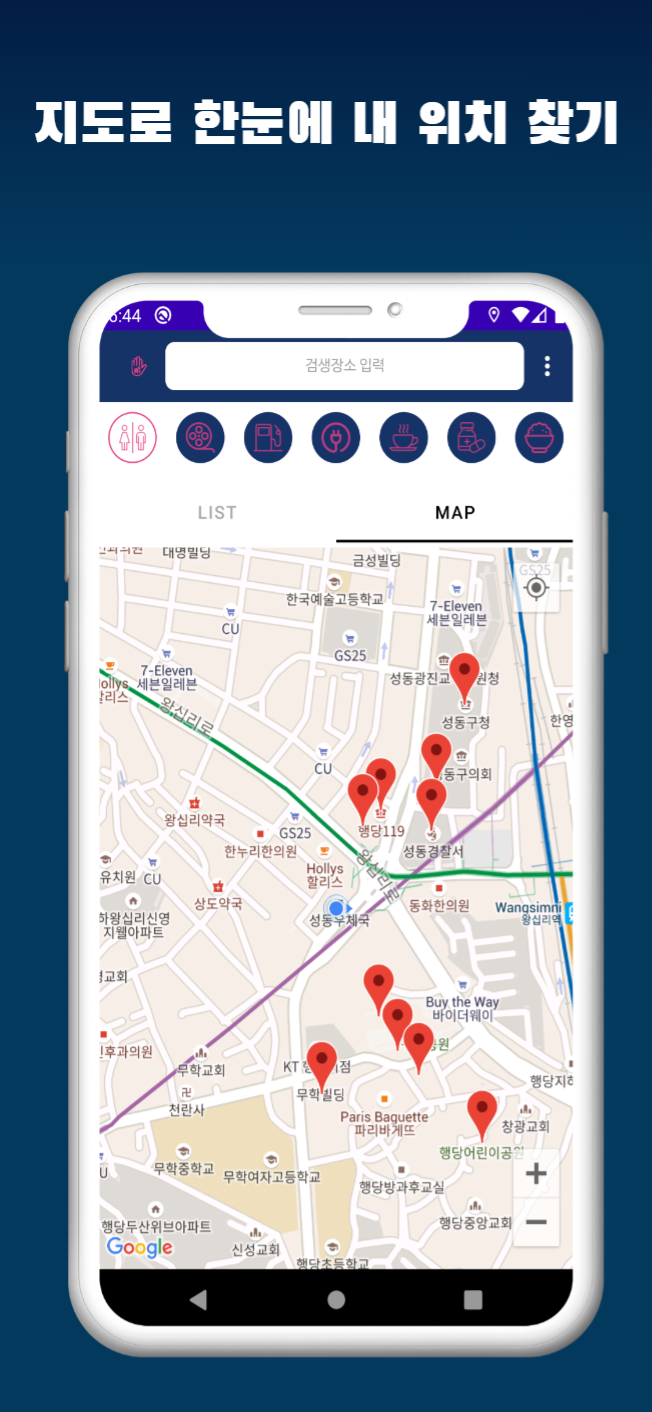 지도로 한눈에 내 위치 찾기
6:44
검생장소 입력
LIST
MAP
대명빌딩
금성빌딩
GS25
한국예술고등학교
7-Eleven
세븐일레븐
CU
GS25
7-Eleven
세븐일레븐
Hollys
할리스
성동광진교
원청
왕십리로
성동구청
한영
CU
동구의회
왕십리약국
GS25
행당119
한누리한의원
성동경찰서
Hollys
할리스
왕십리로
유치원
CU
상도약국
동화한의원
Wangsimni
왕십리역
성동우체국
하왕십리신영
지웰아파트
교회
Buy the Way
바이더웨이
공원
후과의원
무학교회
KT
점
행당지
무학빌딩
천란사
Paris Baguette
파리바게뜨
창광교회
U
행당어린이공원
무학중학교
무학여자고등학교
행당방과후교실
행당두산위브아파트
행당중앙교회
Google
신성교회
행당초등학교